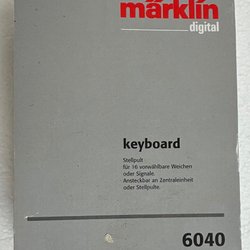 märklin
digital
keyboard
Stellpult
für 16 vorwählbare Weichen
oder Signale.
Ansteckbar an Zentraleinheit
oder Stellpulte.
6040